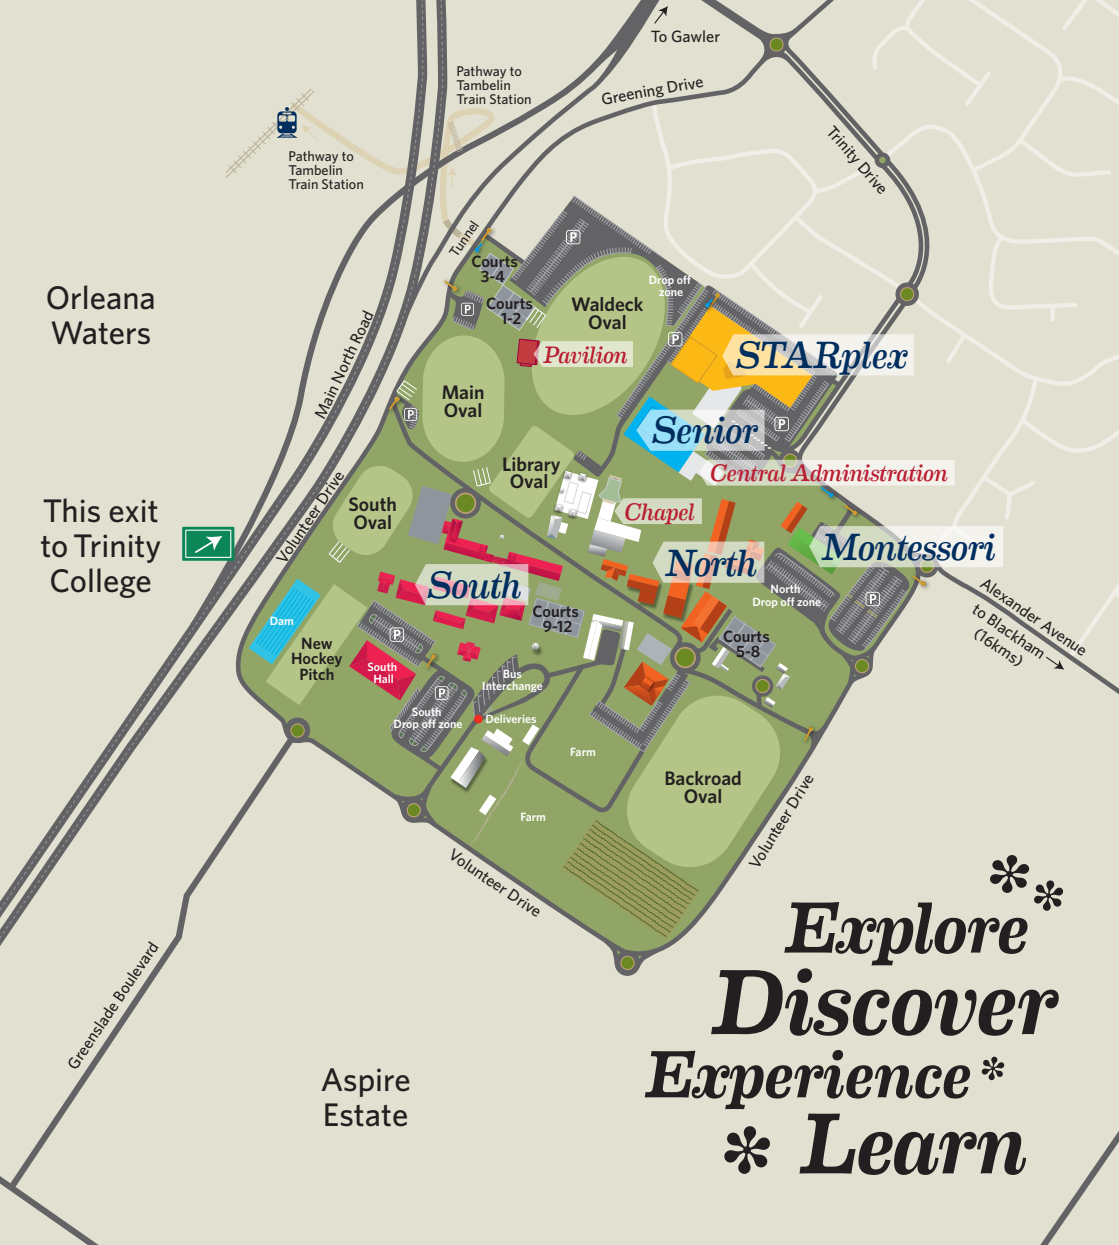 To Gawler
Pathway to
Tambelin
Train Station
Greening Drive
Trinity Drive
Pathway to
Tambelin
Train Station
Tunnel
P
Courts
3-4
Drop off
zone
Orleana
Waters
P
Courts
1-2
Waldeck
Oval
P
Pavilion
STARplex
Main North Road
Main
Oval
P
P
Senior
Library
Oval
Central Administration
South
Oval
Volunteer Drive
This exit
to Trinity
College
Chapel
North
Montessori
South
North
Drop off zone
P
Alexander Avenue
to Blackham
(16kms)
Dam
Courts
9-12
P
New
Hockey
Pitch
South
Hall
Courts
5-8
Bus
Interchange
P
South
Drop off zone
Deliveries
Farm
Backroad
Oval
Farm
Volunteer Drive
Volunteer Drive
Greenslade Boulevard
Aspire
Estate
Explore
Discover
Experience
Learn